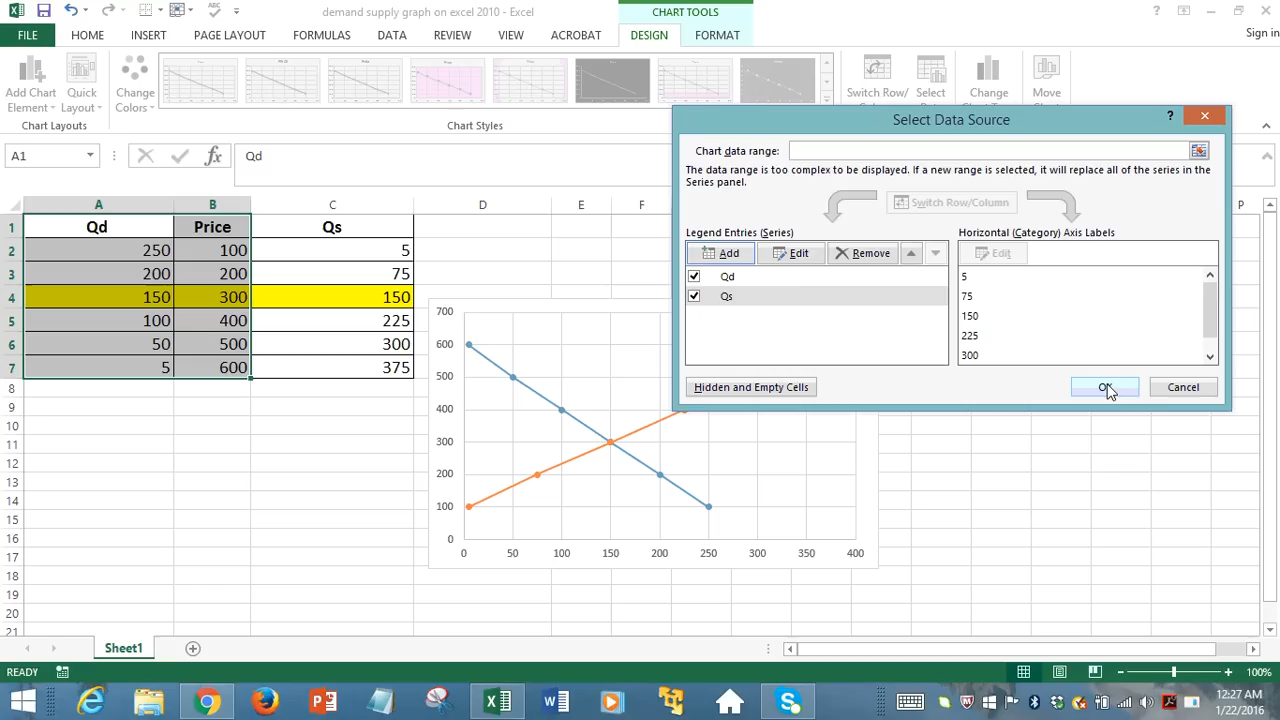 demand supply graph on excel 2010 - Excel
CHART TOOLS
FILE HOME INSERT PAGE LAYOUT FORMULAS DATA REVIEW VIEW ACROBAT DESIGN FORMAT Sign in
Add Chart Element
Quick Layout
Change Colors
Switch Row/
Select
Change
Move
Chart Layouts
Chart Styles
A1
fx
Qd
Select Data Source
Chart data range:
The data range is too complex to be displayed. If a new range is selected, it will replace all of the series in the
Series panel.
Switch Row/Column
Legend Entries (Series)
Horizontal (Category) Axis Labels
Add Edit Remove
Edit
Qd
Qs
5
75
150
225
300
Hidden and Empty Cells
OK
Cancel
A B C D E F P
1 Qd Price Qs
2 250 100 5
3 200 200 75
4 150 300 150
5 100 400 225
6 50 500 300
7 5 600 375
8
9
10
11
12
13
14
15
16
17
18
19
20
21
700
600
500
400
300
200
100
0
0 50 100 150 200 250 300 350 400
Sheet1
READY
100%
12:27 AM
1/22/2016